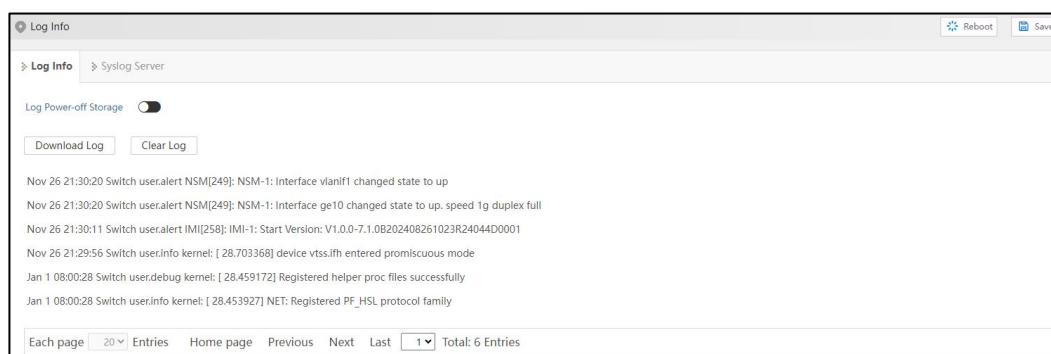 Log Info
Reboot
Save
Log Info
Syslog Server
Log Power-off Storage
Download Log
Clear Log
Nov 26 21:30:20 Switch user.alert NSM[249]: NSM-1: Interface vlanif1 changed state to up
Nov 26 21:30:20 Switch user.alert NSM[249]: NSM-1: Interface ge10 changed state to up. speed 1g duplex full
Nov 26 21:30:11 Switch user.alert IMI[258]: IMI-1: Start Version: V1.0.0-7.1.0B202408261023R24044D0001
Nov 26 21:29:56 Switch user.info kernel: [ 28.703368] device vtss.ifh entered promiscuous mode
Jan 1 08:00:28 Switch user.debug kernel: [ 28.459172] Registered helper proc files successfully
Jan 1 08:00:28 Switch user.info kernel: [ 28.453927] NET: Registered PF_HSL protocol family
Each page 20 Entries Home page Previous Next Last 1 Total: 6 Entries